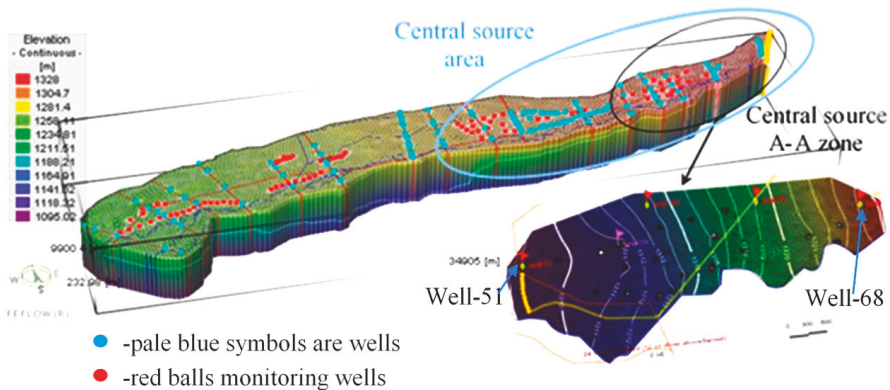 Elevation
- Continuous -
[m]
1328
1304.7
1281.4
1258.11
1234.81
1211.51
1188.21
1164.91
1141.62
1118.32
1095.02
Central source
area
Central source
A-A zone
9900
34905 [m]
Well-51
Well-68
FEFLOW (R)
-pale blue symbols are wells
-red balls monitoring wells